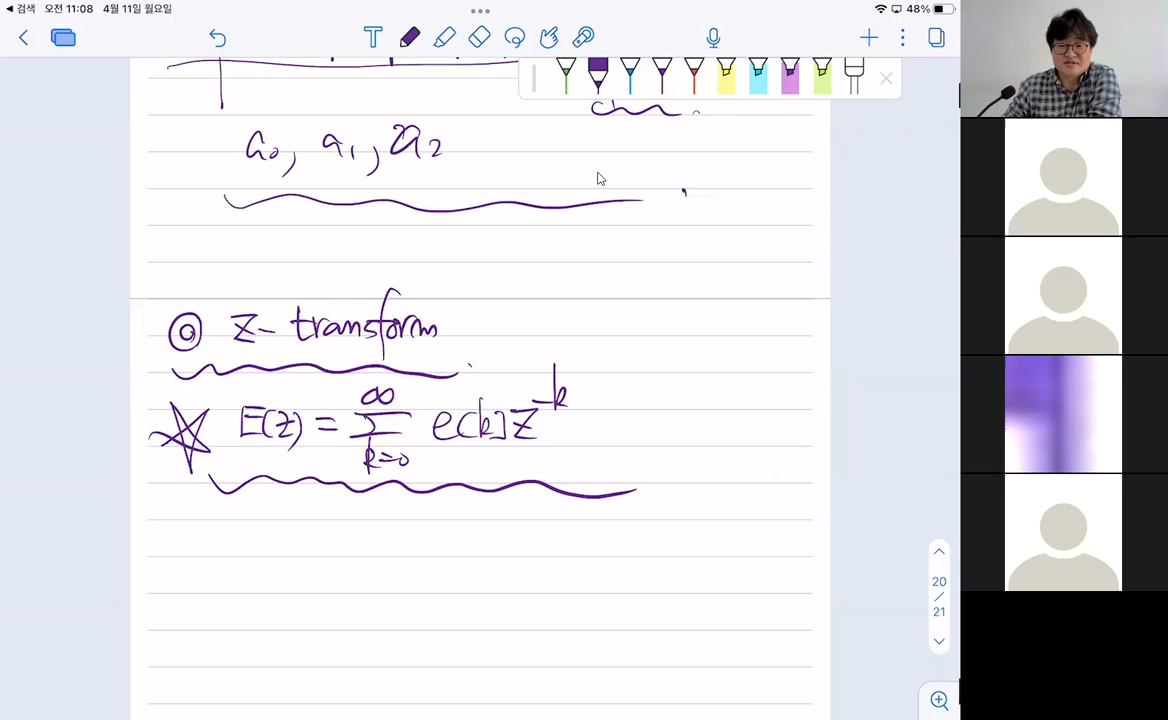 검색 오전 11:08 4월 11일 월요일 48%
a₀, a₁, a₂
Z- transform
E(z) = ∞ Σ k=0 e[k] z^-k
20
/
21